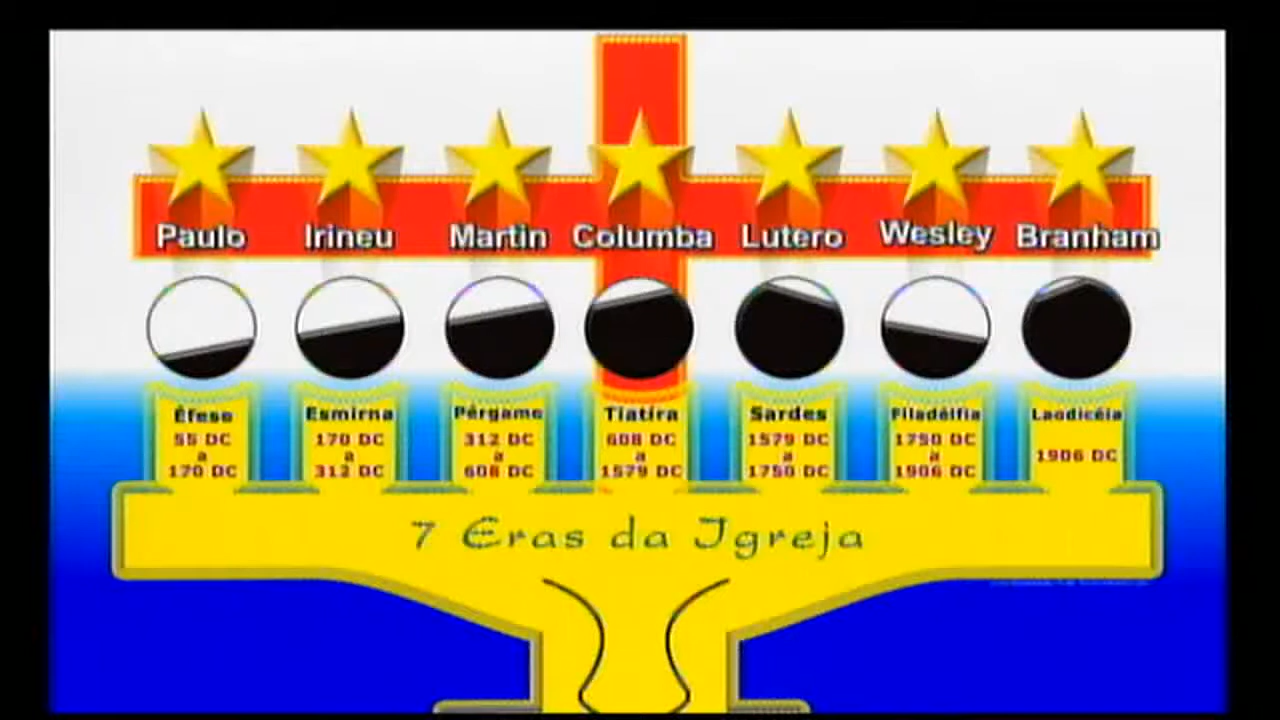 Paulo Irineu Martin Columba Lutero Wesley Branham
Éfeso Esmirna Pérgamo Tiatira Sardes Filadélfia Laodicéia
55 DC 170 DC 312 DC 608 DC 1579 DC 1750 DC 1906 DC
a a a a a a
170 DC 312 DC 608 DC 1579 DC 1750 DC 1906 DC
7 Eras da Igreja